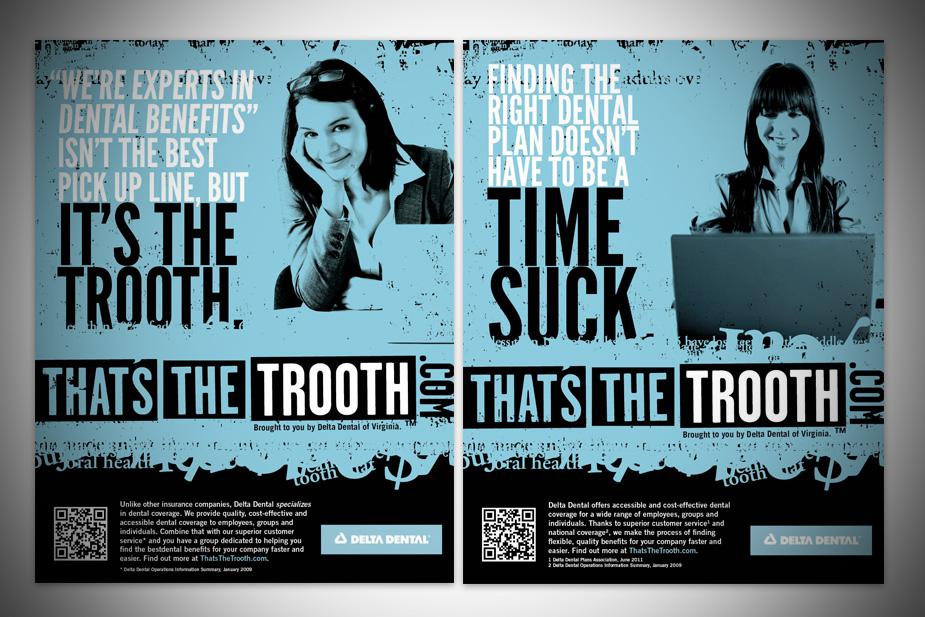 "WE'RE EXPERTS IN
DENTAL BENEFITS"
ISN'T THE BEST
PICK UP LINE, BUT
IT'S THE
TROOTH.
THAT'S THE TROOTH .COM™
Brought to you by Delta Dental of Virginia.
oral health
tooth
Unlike other insurance companies, Delta Dental specializes
in dental coverage. We provide quality, cost-effective and
accessible dental coverage to employees, groups and
individuals. Combine that with our superior customer
service* and you have a group dedicated to helping you
find the bestdental benefits for your company faster and
easier. Find out more at ThatsTheTrooth.com.
* Delta Dental Operations Information Summary, January 2009
DELTA DENTAL®
FINDING THE
RIGHT DENTAL
PLAN DOESN'T
HAVE TO BE A
TIME
SUCK.
THAT'S THE TROOTH .COM™
Brought to you by Delta Dental of Virginia.
oral health
tooth
Delta Dental offers accessible and cost-effective dental
coverage for a wide range of employees, groups and
individuals. Thanks to superior customer service¹ and
national coverage², we make the process of finding
flexible, quality benefits for your company faster and
easier. Find out more at ThatsTheTrooth.com.
1 Delta Dental Plans Association, June 2011
2 Delta Dental Operations Information Summary, January 2009
DELTA DENTAL®